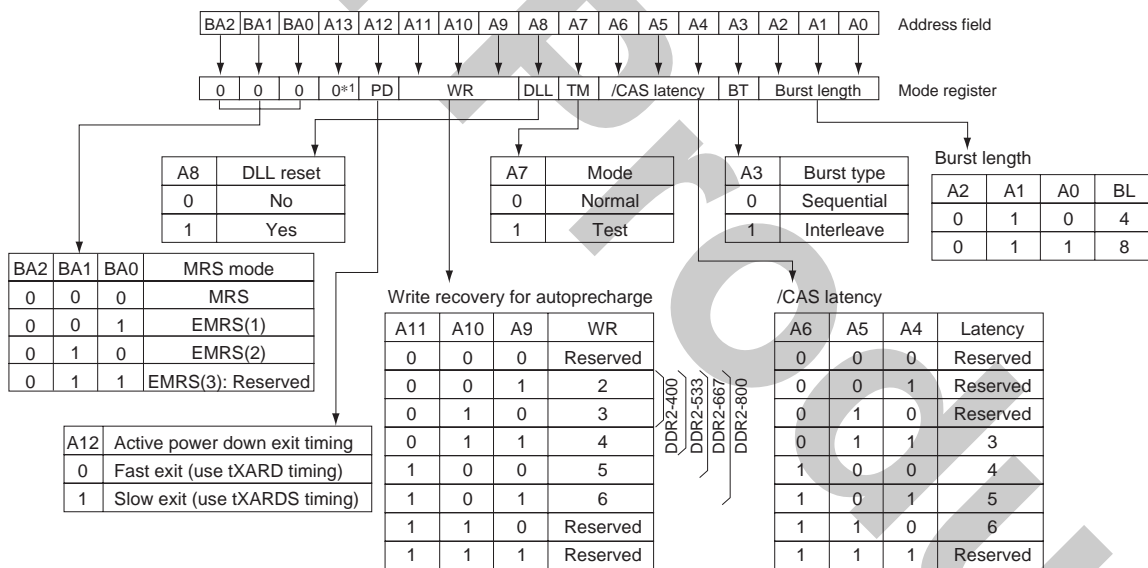 BA2 BA1 BA0 A13 A12 A11 A10 A9 A8 A7 A6 A5 A4 A3 A2 A1 A0 Address field
0 0 0 0*1 PD WR DLL TM /CAS latency BT Burst length Mode register
A8 DLL reset
0 No
1 Yes
A7 Mode
0 Normal
1 Test
A3 Burst type
0 Sequential
1 Interleave
Burst length
A2 A1 A0 BL
0 1 0 4
0 1 1 8
BA2 BA1 BA0 MRS mode
0 0 0 MRS
0 0 1 EMRS(1)
0 1 0 EMRS(2)
0 1 1 EMRS(3): Reserved
A12 Active power down exit timing
0 Fast exit (use tXARD timing)
1 Slow exit (use tXARDS timing)
Write recovery for autoprecharge
A11 A10 A9 WR
0 0 0 Reserved
0 0 1 2
0 1 0 3
0 1 1 4
1 0 0 5
1 0 1 6
1 1 0 Reserved
1 1 1 Reserved
DDR2-400
DDR2-533
DDR2-667
DDR2-800
/CAS latency
A6 A5 A4 Latency
0 0 0 Reserved
0 0 1 Reserved
0 1 0 Reserved
0 1 1 3
1 0 0 4
1 0 1 5
1 1 0 6
1 1 1 Reserved